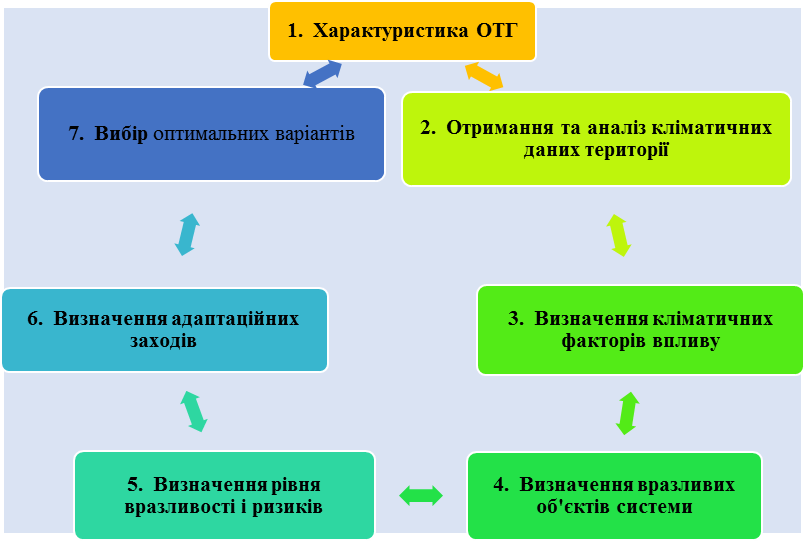 1. Характуристика ОТГ
2. Отримання та аналіз кліматичних
даних території
3. Визначення кліматичних
факторів впливу
4. Визначення вразливих
об'єктів системи
5. Визначення рівня
вразливості і ризиків
6. Визначення адаптаційних
заходів
7. Вибір оптимальних варіантів